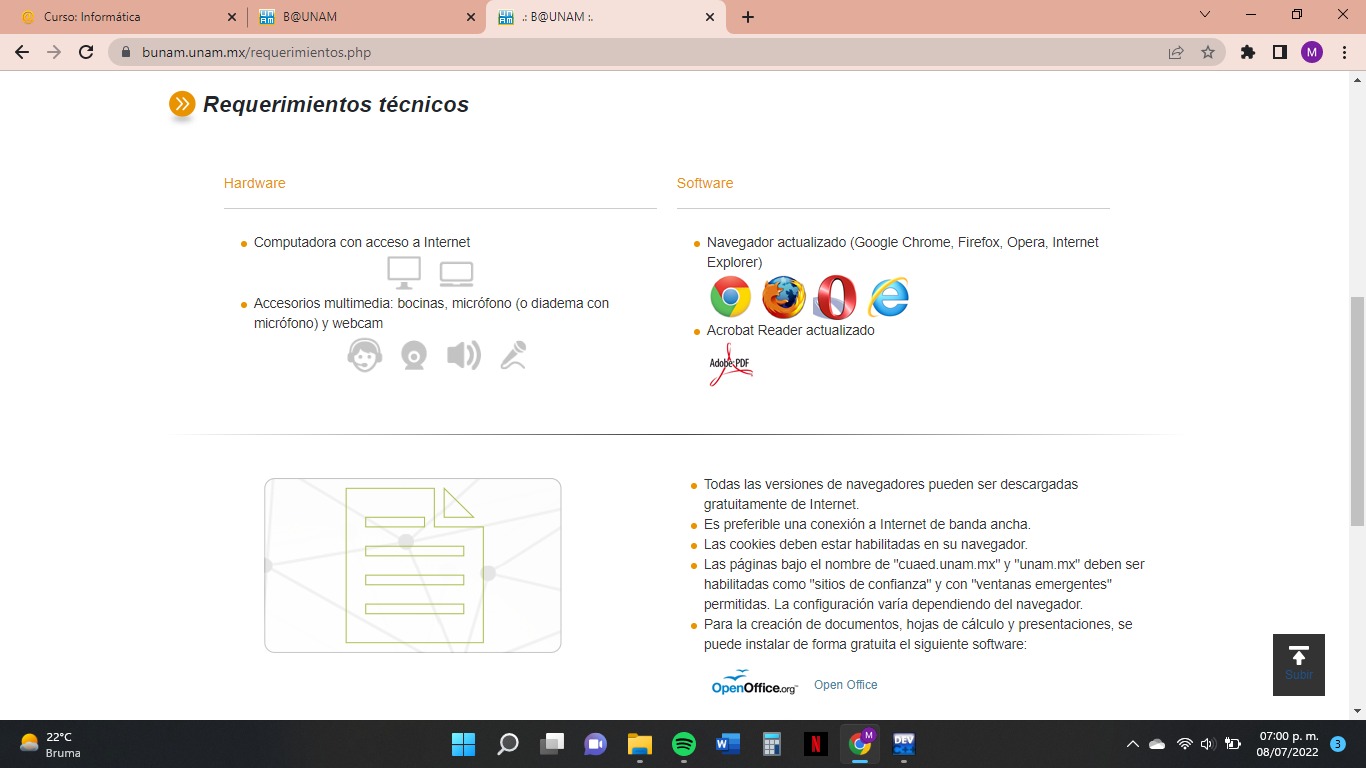 Curso: Informática
B@UNAM
.: B@UNAM :.
bunam.unam.mx/requerimientos.php
M
Requerimientos técnicos
Hardware
Computadora con acceso a Internet
Accesorios multimedia: bocinas, micrófono (o diadema con
micrófono) y webcam
Software
Navegador actualizado (Google Chrome, Firefox, Opera, Internet
Explorer)
Acrobat Reader actualizado
Adobe PDF
Todas las versiones de navegadores pueden ser descargadas
gratuitamente de Internet.
Es preferible una conexión a Internet de banda ancha.
Las cookies deben estar habilitadas en su navegador.
Las páginas bajo el nombre de "cuaed.unam.mx" y "unam.mx" deben ser
habilitadas como "sitios de confianza" y con "ventanas emergentes"
permitidas. La configuración varía dependiendo del navegador.
Para la creación de documentos, hojas de cálculo y presentaciones, se
puede instalar de forma gratuita el siguiente software:
OpenOffice.org™ Open Office
Subir
22°C
Bruma
W
N
M
DEV
07:00 p. m.
08/07/2022
3